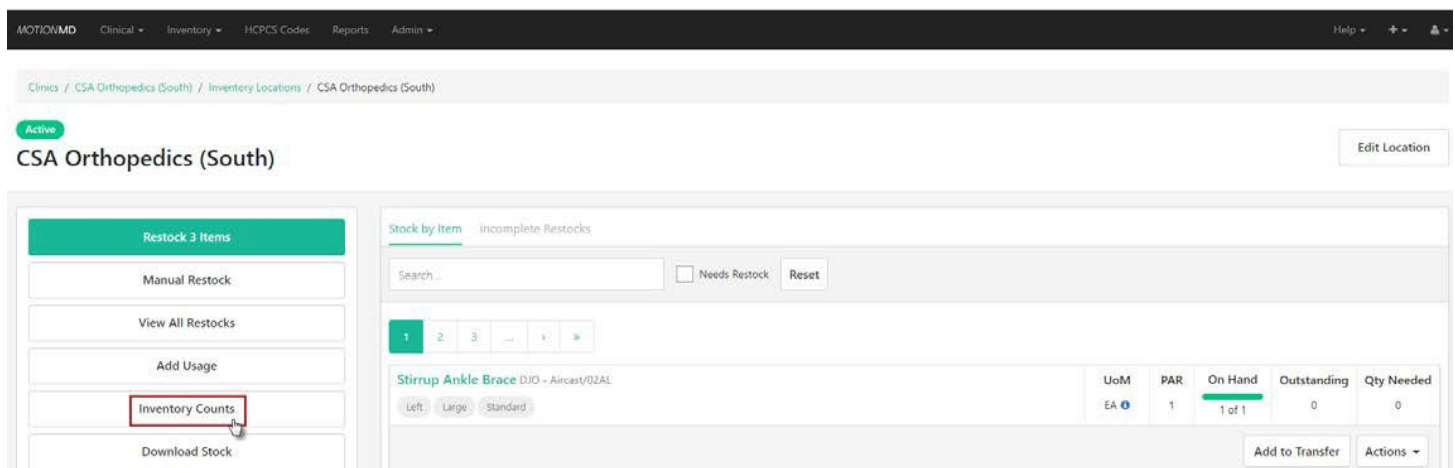 MOTIONMD Clinical Inventory HCPCS Codes Reports Admin Help +
Clinics / CSA Orthopedics (South) / Inventory Locations / CSA Orthopedics (South)
Active
CSA Orthopedics (South)
Edit Location
Restock 3 Items
Manual Restock
View All Restocks
Add Usage
Inventory Counts
Download Stock
Stock by Item Incomplete Restocks
Search... Needs Restock Reset
1 2 3 ... › »
Stirrup Ankle Brace DJO - Aircast/02AL
Left Large Standard
UoM PAR On Hand Outstanding Qty Needed
EA 1 1 of 1 0 0
Add to Transfer Actions